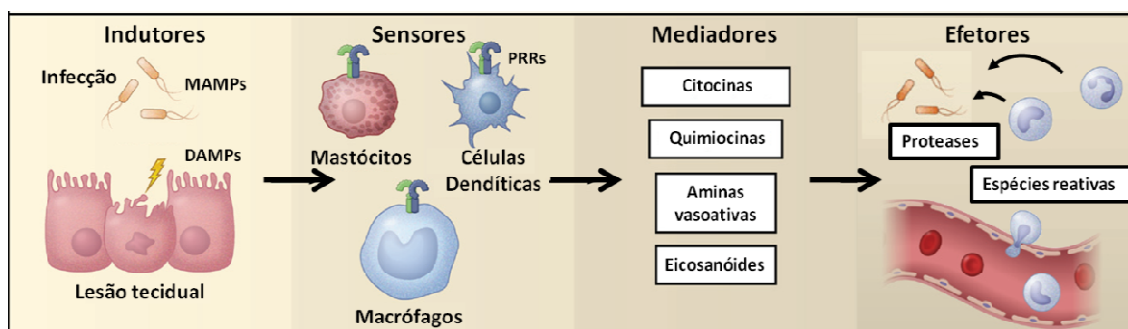 Indutores
Infecção
MAMPs
DAMPs
Lesão tecidual
Sensores
PRRs
Mastócitos
Células
Dendíticas
Macrófagos
Mediadores
Citocinas
Quimiocinas
Aminas
vasoativas
Eicosanóides
Efetores
Proteases
Espécies reativas